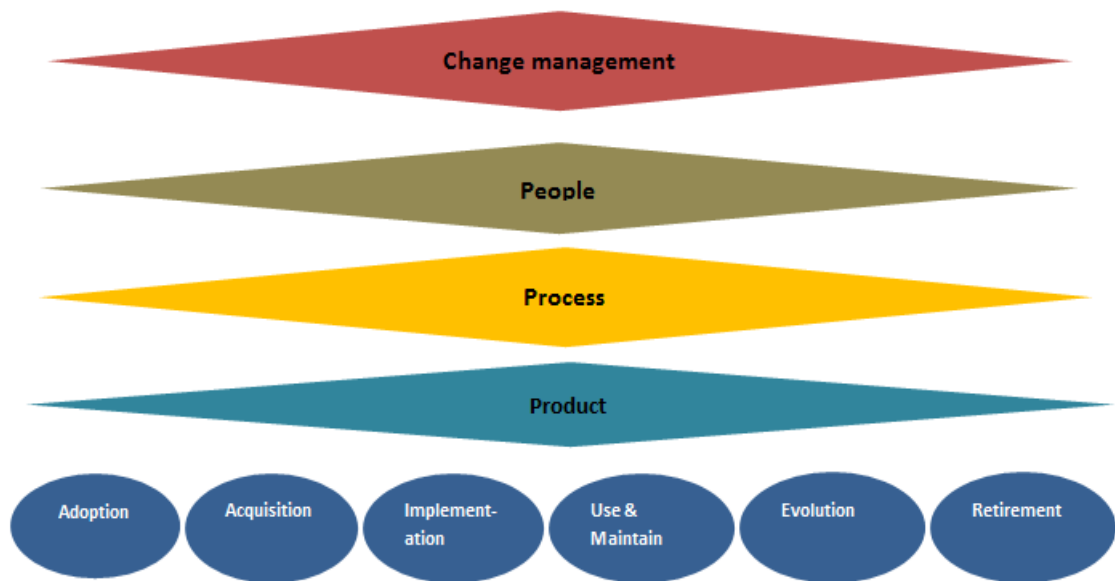 Change management
People
Process
Product
Adoption
Acquisition
Implement-
ation
Use &
Maintain
Evolution
Retirement